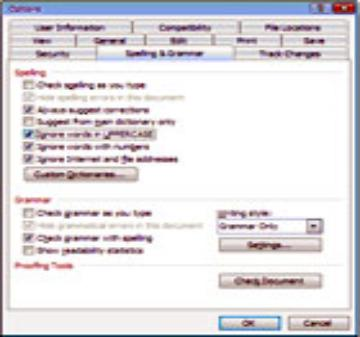 Options
User Information Compatibility File Locations
View General Edit Print Save
Security Spelling & Grammar Track Changes
Spelling
Check spelling as you type
Hide spelling errors in this document
Always suggest corrections
Suggest from main dictionary only
Ignore words in UPPERCASE
Ignore words with numbers
Ignore Internet and file addresses
Custom Dictionaries...
Grammar
Check grammar as you type Writing style:
Hide grammatical errors in this document Grammar Only
Check grammar with spelling Settings...
Show readability statistics
Proofing Tools
Check Document
OK Cancel